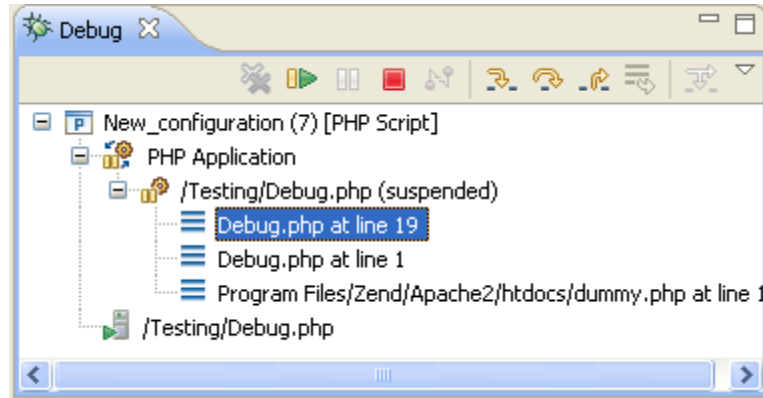 Debug
New_configuration (7) [PHP Script]
PHP Application
/Testing/Debug.php (suspended)
Debug.php at line 19
Debug.php at line 1
Program Files/Zend/Apache2/htdocs/dummy.php at line 1
/Testing/Debug.php